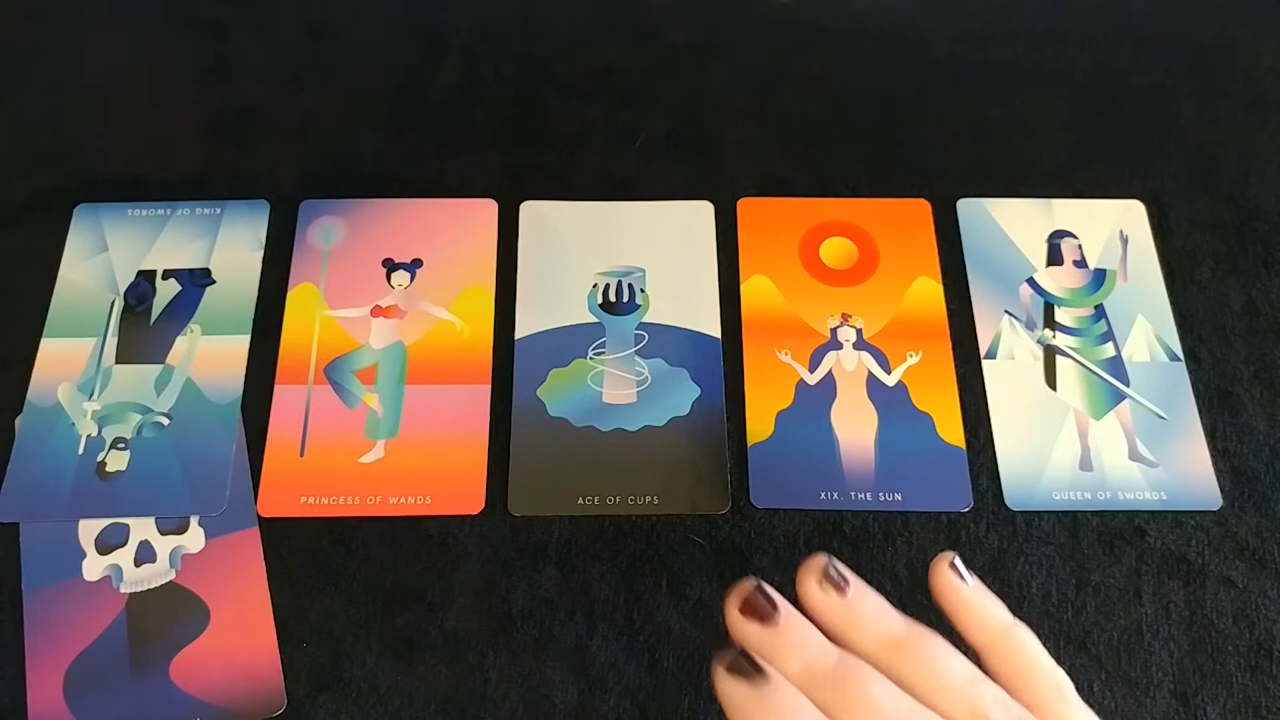 KING OF SWORDS
PRINCESS OF WANDS
ACE OF CUPS
XIX. THE SUN
QUEEN OF SWORDS